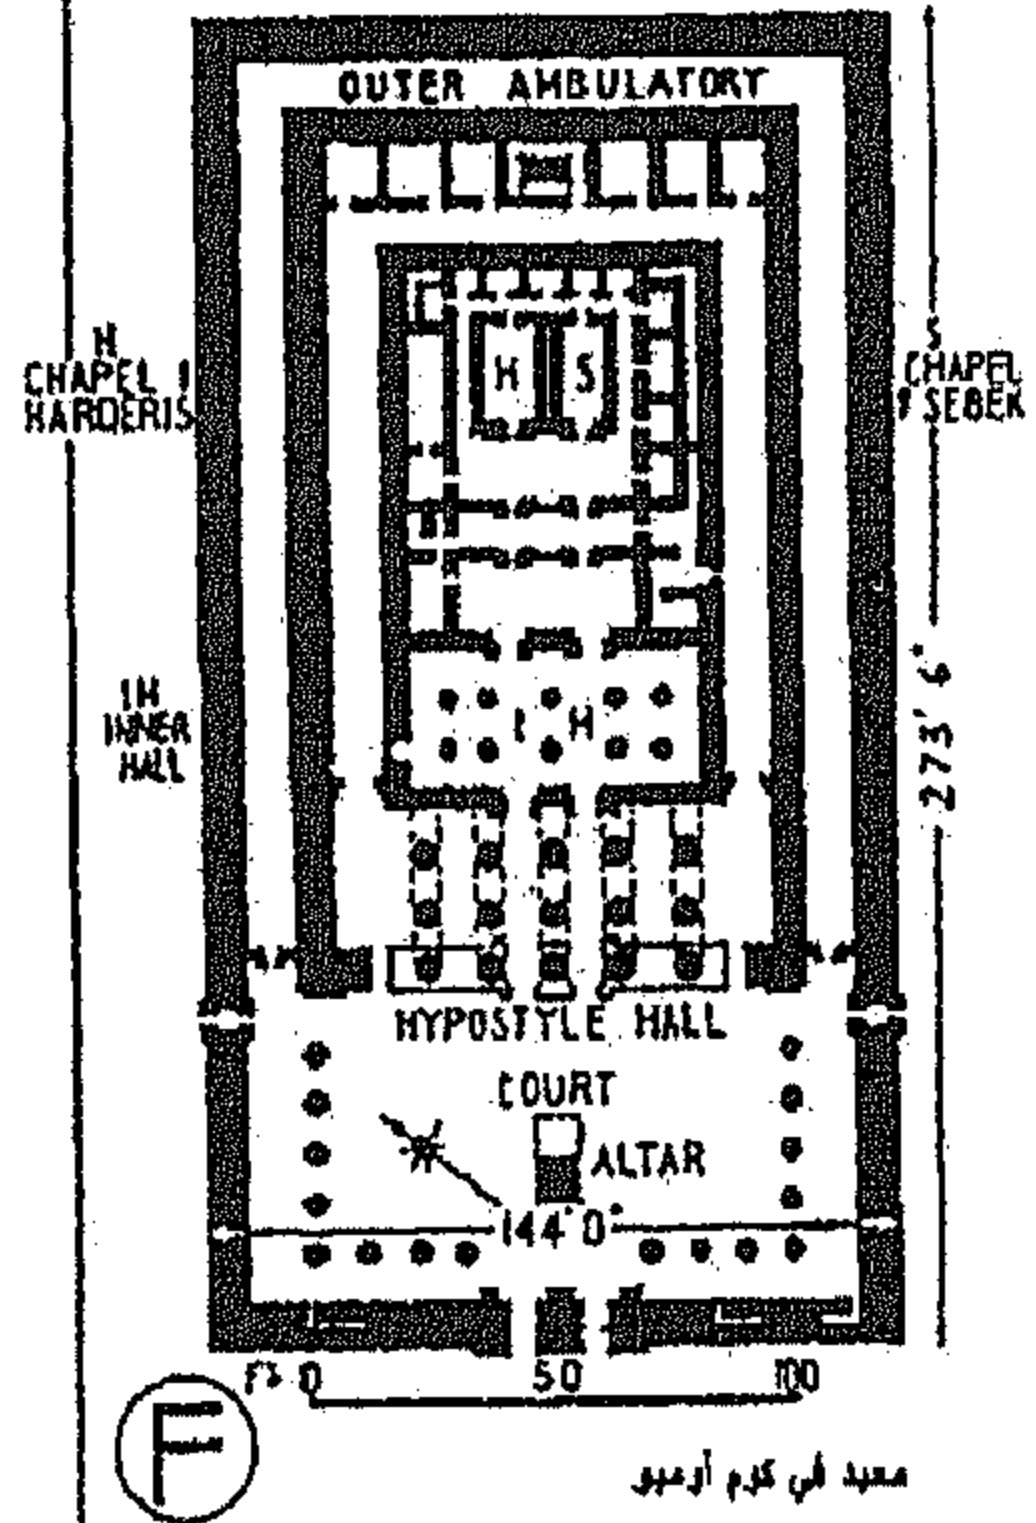 OUTER AMBULATORY
H
CHAPEL
HAROERIS
S
CHAPEL
SEBEK
H S
IH
INNER
HALL
I H
273' 6"
HYPOSTYLE HALL
COURT
ALTAR
144' 0"
0 50 100
F
معبد في كوم أومبو